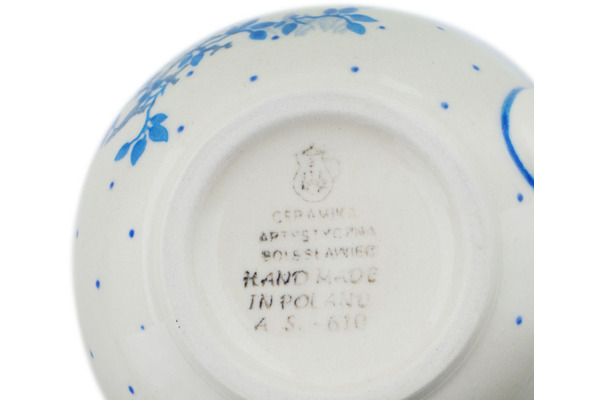 CERAMIKA
ARTYSTYCZNA
BOLESŁAWIEC
HAND MADE
IN POLAND
A S.-610